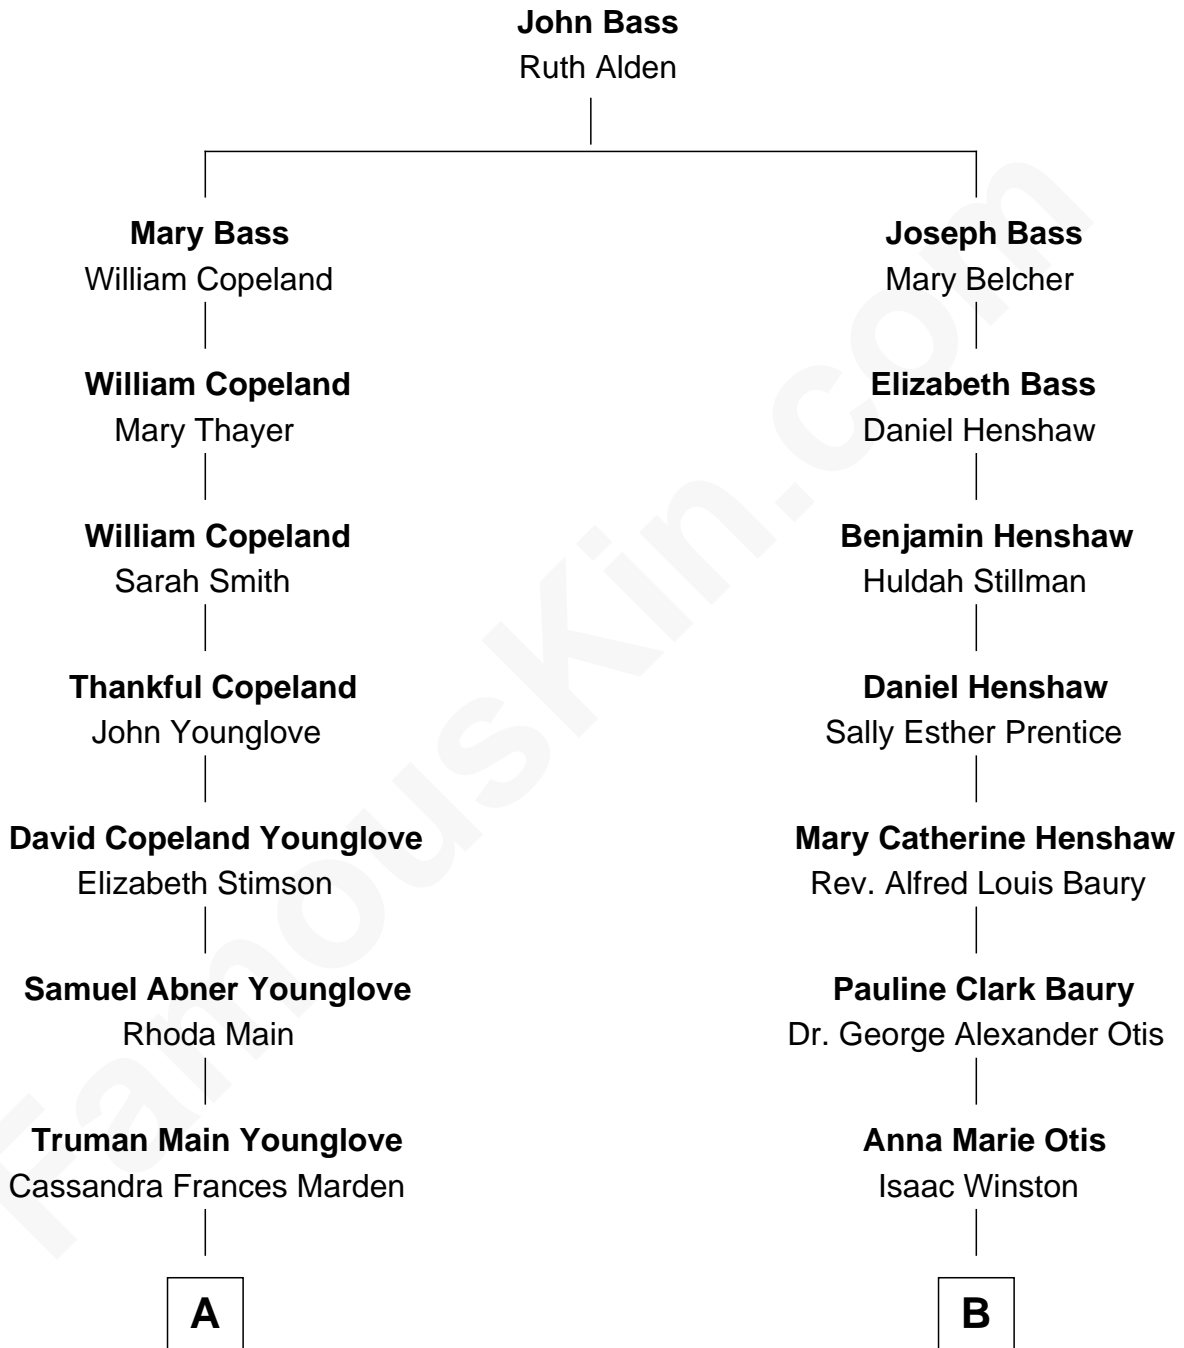 John Bass
Ruth Alden
Mary Bass
William Copeland
Joseph Bass
Mary Belcher
William Copeland
Mary Thayer
Elizabeth Bass
Daniel Henshaw
William Copeland
Sarah Smith
Benjamin Henshaw
Huldah Stillman
Thankful Copeland
John Younglove
Daniel Henshaw
Sally Esther Prentice
David Copeland Younglove
Elizabeth Stimson
Mary Catherine Henshaw
Rev. Alfred Louis Baury
Samuel Abner Younglove
Rhoda Main
Pauline Clark Baury
Dr. George Alexander Otis
Truman Main Younglove
Cassandra Frances Marden
Anna Marie Otis
Isaac Winston
A
B
FamousKin.com